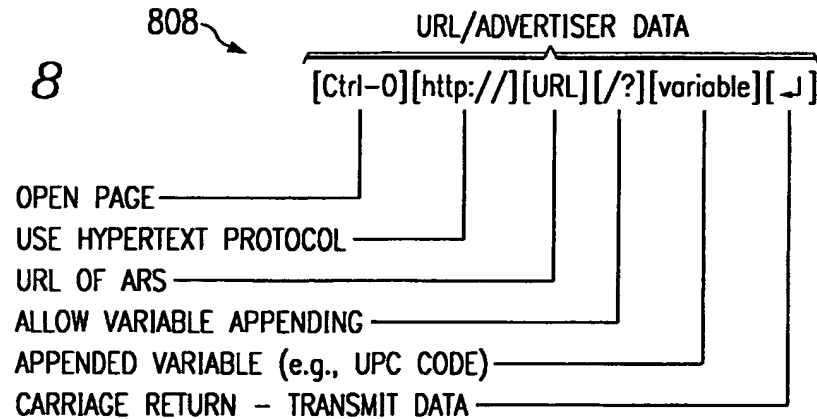 808
URL/ADVERTISER DATA
8
[Ctrl-O][http://][URL][/?][variable][↵]
OPEN PAGE
USE HYPERTEXT PROTOCOL
URL OF ARS
ALLOW VARIABLE APPENDING
APPENDED VARIABLE (e.g., UPC CODE)
CARRIAGE RETURN – TRANSMIT DATA